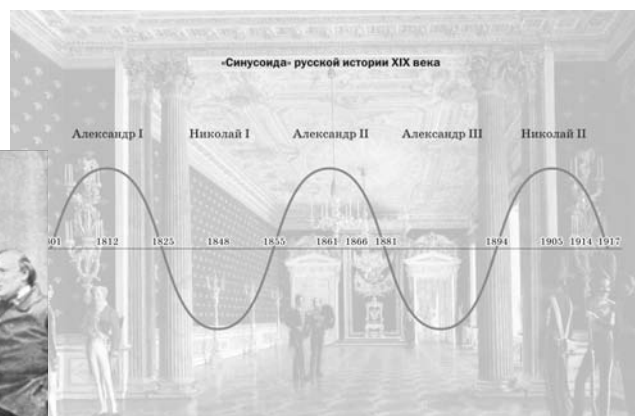 «Синусоида» русской истории XIX века
Александр I Николай I Александр II Александр III Николай II
1812 1825 1848 1855 1861 1866 1881 1894 1905 1914 1917